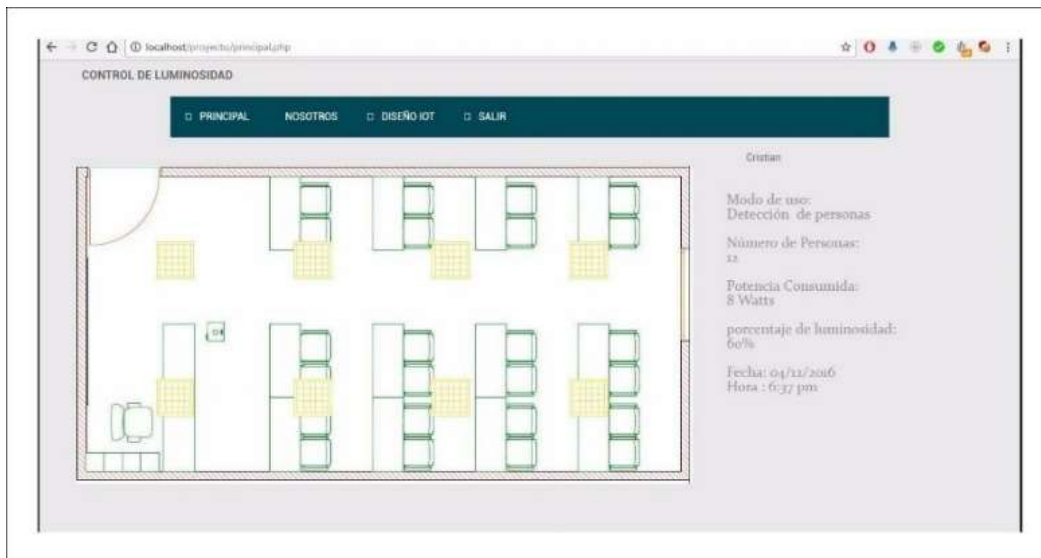 localhost/proyecto/principal.php
CONTROL DE LUMINOSIDAD
PRINCIPAL NOSOTROS DISEÑO IOT SALIR
Cristian
Modo de uso:
Detección de personas
Número de Personas:
12
Potencia Consumida:
8 Watts
porcentaje de luminosidad:
60%
Fecha: 04/12/2016
Hora : 6:37 pm